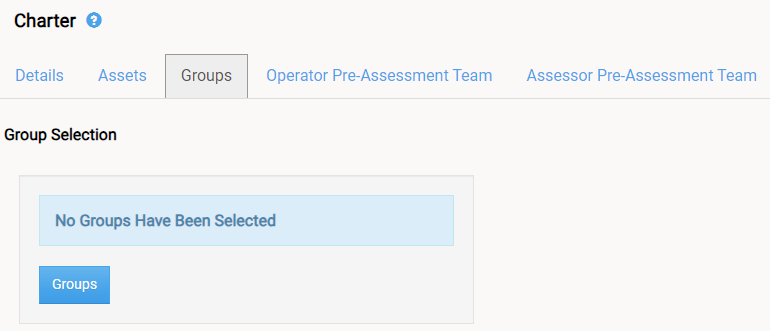 Charter ?
Details Assets Groups Operator Pre-Assessment Team Assessor Pre-Assessment Team
Group Selection
No Groups Have Been Selected
Groups